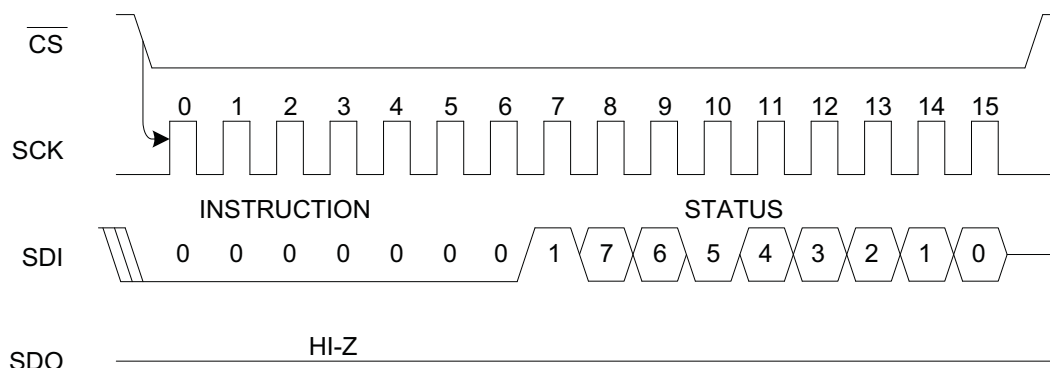 CS
0 1 2 3 4 5 6 7 8 9 10 11 12 13 14 15
SCK
INSTRUCTION STATUS
SDI 0 0 0 0 0 0 0 1 7 6 5 4 3 2 1 0
HI-Z
SDO